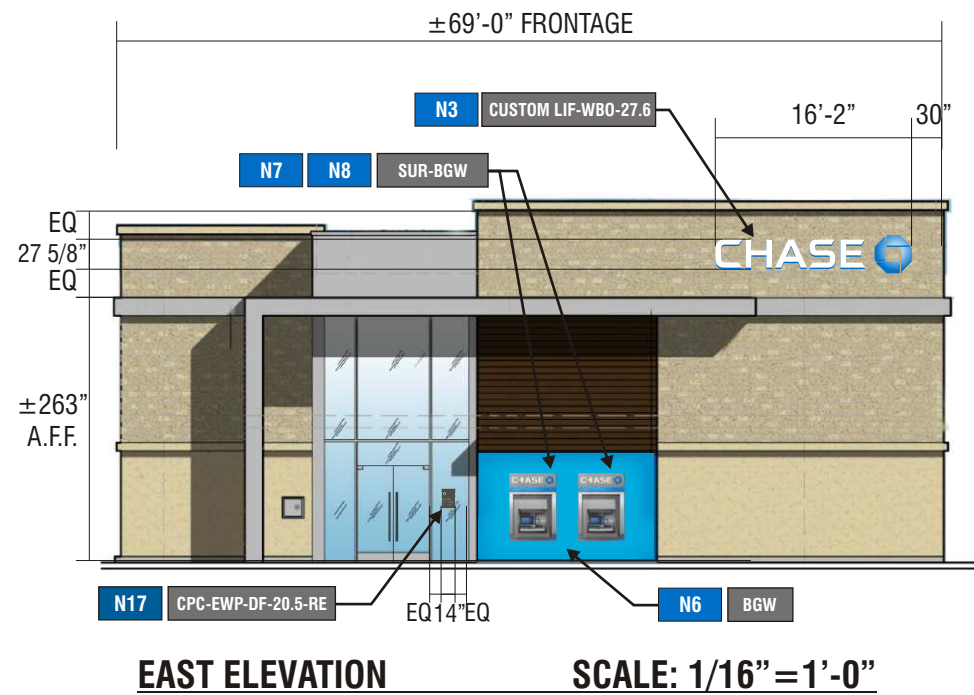 ±69’-0” FRONTAGE
N3 CUSTOM LIF-WBO-27.6
16’-2” 30”
N7 N8 SUR-BGW
EQ
27 5/8”
EQ
CHASE
±263”
A.F.F.
CHASE CHASE
N17 CPC-EWP-DF-20.5-RE
EQ 14” EQ
N6 BGW
EAST ELEVATION SCALE: 1/16”=1’-0”